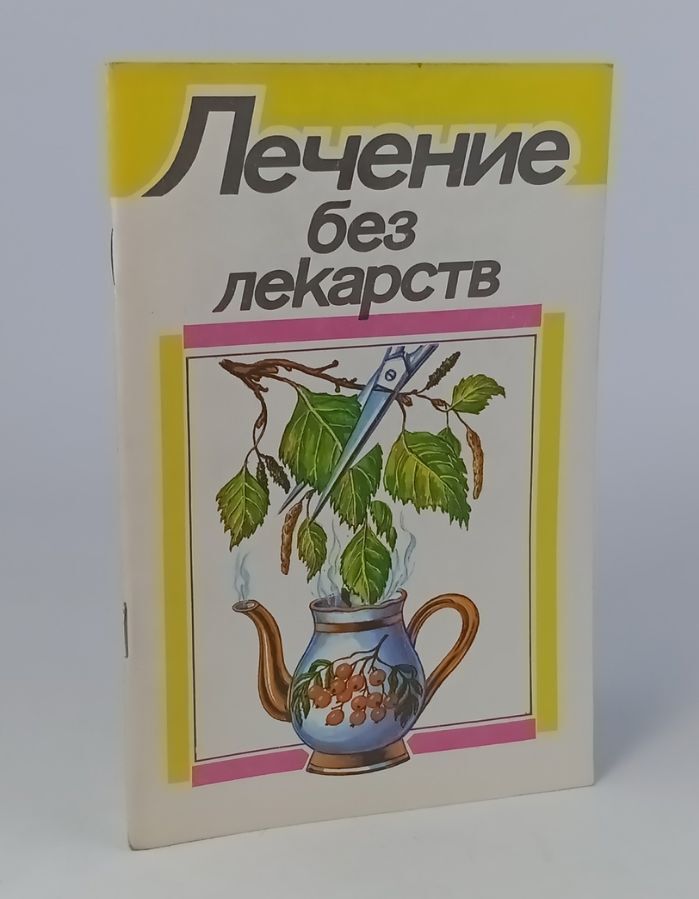 Лечение
без
лекарств